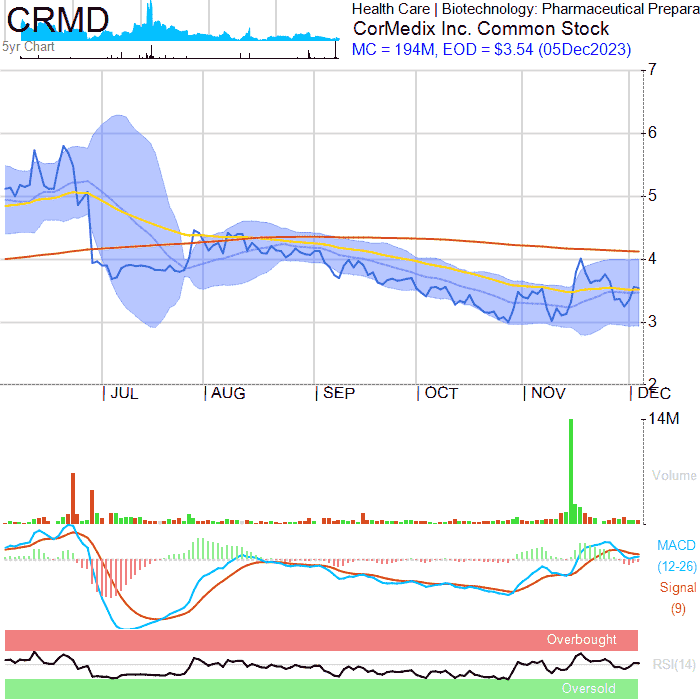 CRMD
5yr Chart
Health Care | Biotechnology: Pharmaceutical Prepara
CorMedix Inc. Common Stock
MC = 194M, EOD = $3.54 (05Dec2023)
7
6
5
4
3
2
JUL
AUG
SEP
OCT
NOV
DEC
14M
Volume
MACD
(12-26)
Signal
(9)
Overbought
RSI(14)
Oversold